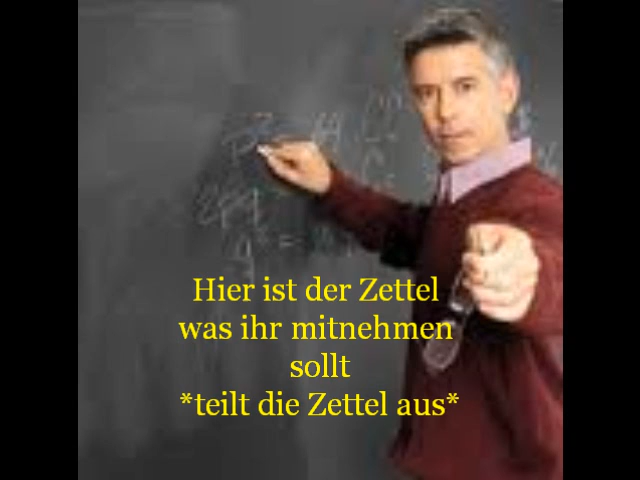 Hier ist der Zettel
was ihr mitnehmen
sollt
*teilt die Zettel aus*